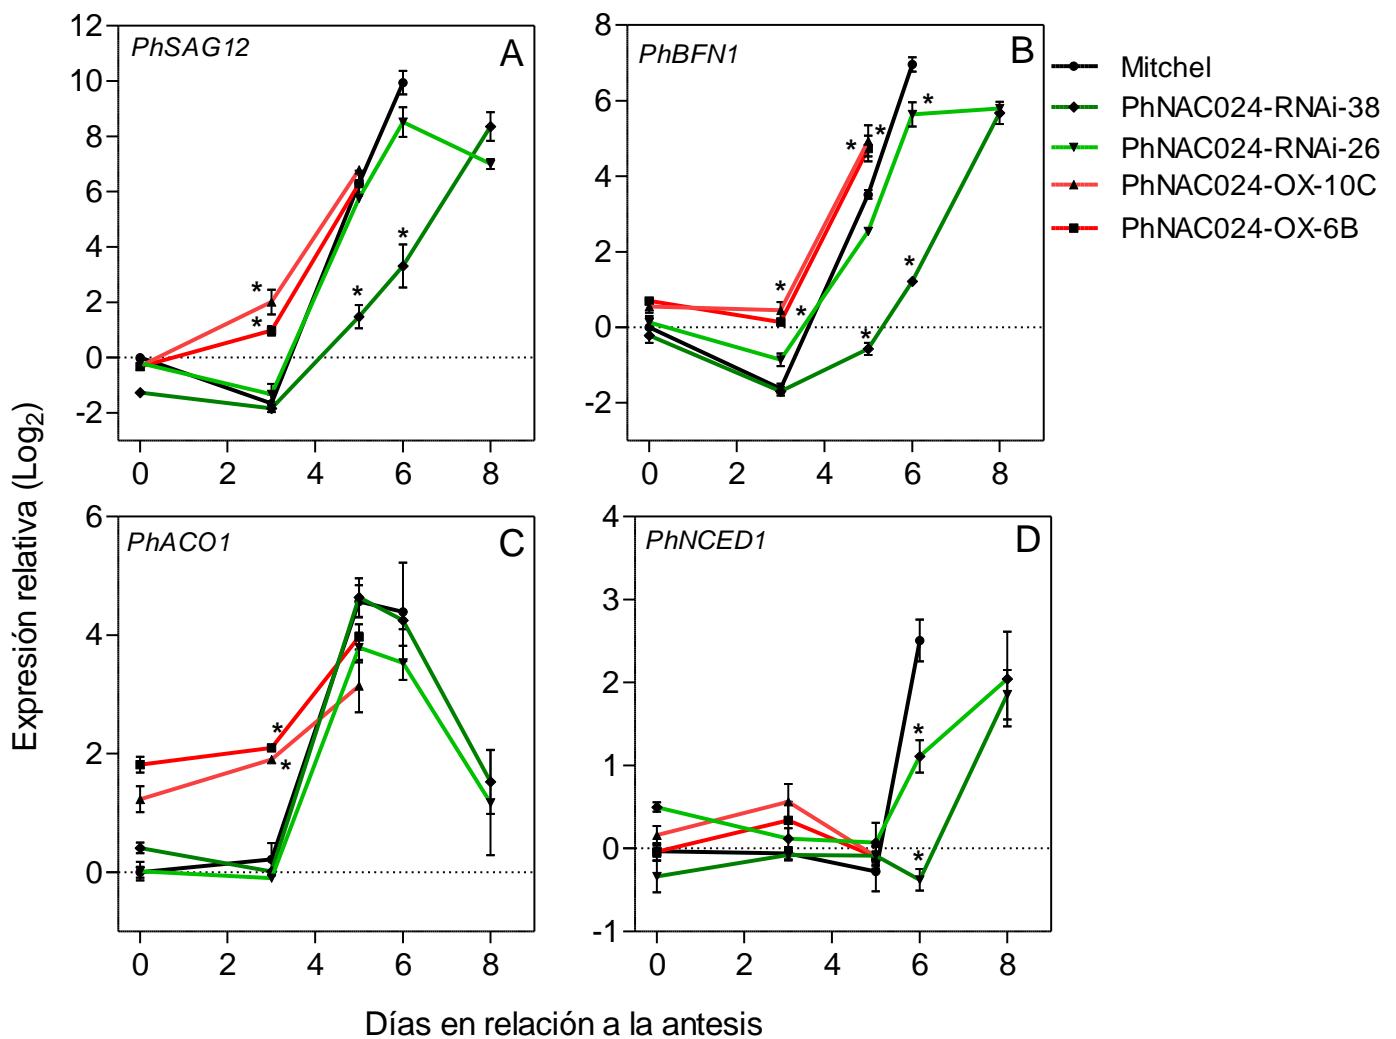 PhSAG12
A
12
10
8
6
4
2
0
-2
0 2 4 6 8
PhBFN1
B
8
6
4
2
0
-2
0 2 4 6 8
Mitchel
PhNAC024-RNAi-38
PhNAC024-RNAi-26
PhNAC024-OX-10C
PhNAC024-OX-6B
Expresión relativa (Log2)
PhACO1
C
6
4
2
0
0 2 4 6 8
PhNCED1
D
4
3
2
1
0
-1
0 2 4 6 8
Días en relación a la antesis